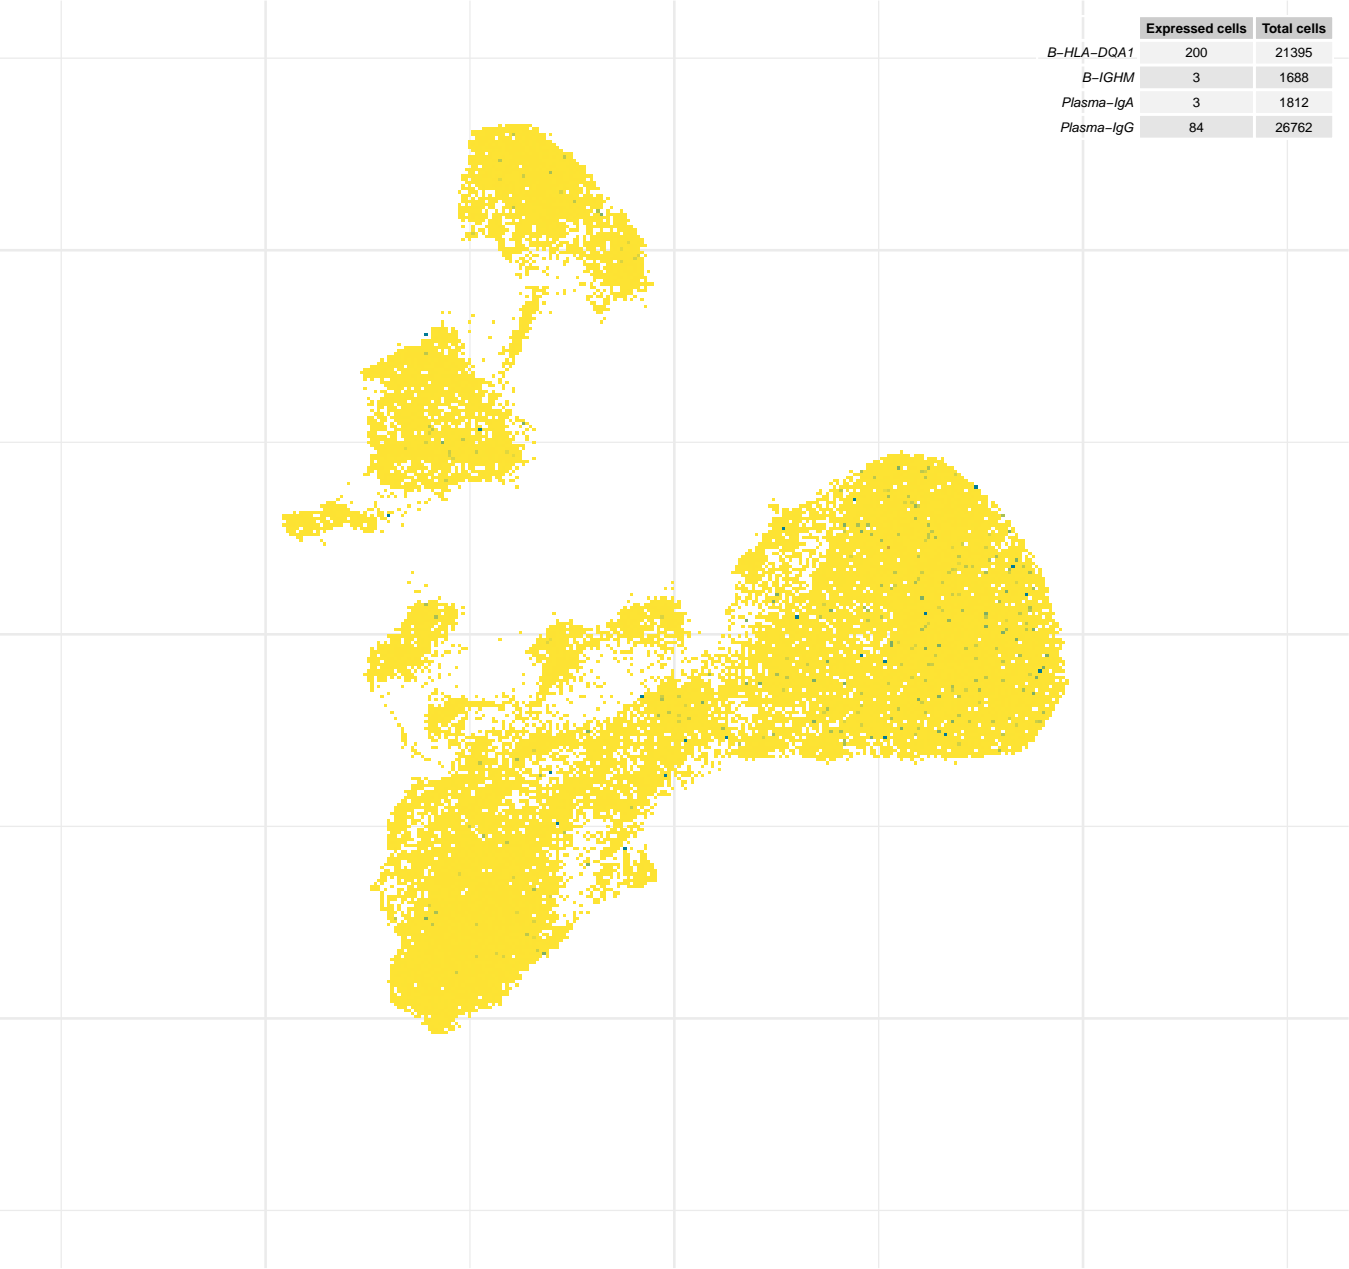 Expressed cells Total cells
B−HLA−DQA1 200 21395
B−IGHM 3 1688
Plasma−IgA 3 1812
Plasma−IgG 84 26762